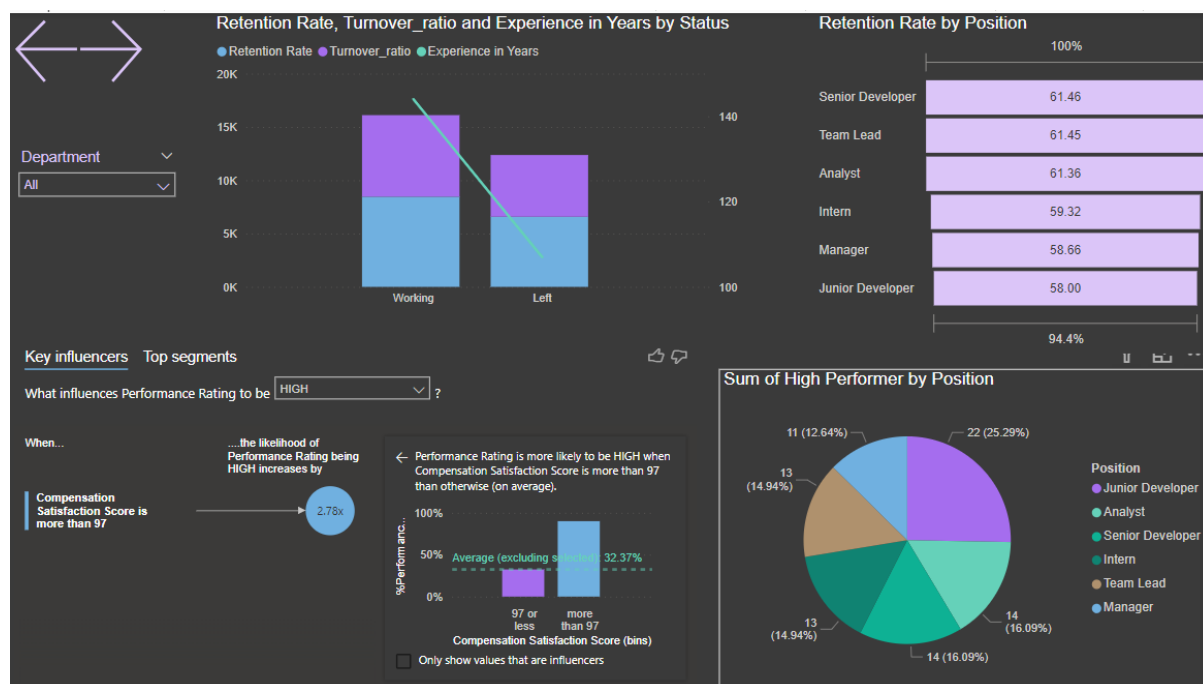 Retention Rate, Turnover_ratio and Experience in Years by Status
Retention Rate Turnover_ratio Experience in Years
20K
15K
10K
5K
0K
140
120
100
Working
Left
Department
All
Retention Rate by Position
100%
Senior Developer 61.46
Team Lead 61.45
Analyst 61.36
Intern 59.32
Manager 58.66
Junior Developer 58.00
94.4%
Key influencers Top segments
What influences Performance Rating to be HIGH ?
When...
....the likelihood of
Performance Rating being
HIGH increases by
Compensation
Satisfaction Score is
more than 97
2.78x
Performance Rating is more likely to be HIGH when
Compensation Satisfaction Score is more than 97
than otherwise (on average).
%Performanc...
100%
50%
0%
Average (excluding selected): 32.37%
97 or
less
more
than 97
Compensation Satisfaction Score (bins)
Only show values that are influencers
Sum of High Performer by Position
11 (12.64%)
22 (25.29%)
13
(14.94%)
13
(14.94%)
14
(16.09%)
14 (16.09%)
Position
Junior Developer
Analyst
Senior Developer
Intern
Team Lead
Manager